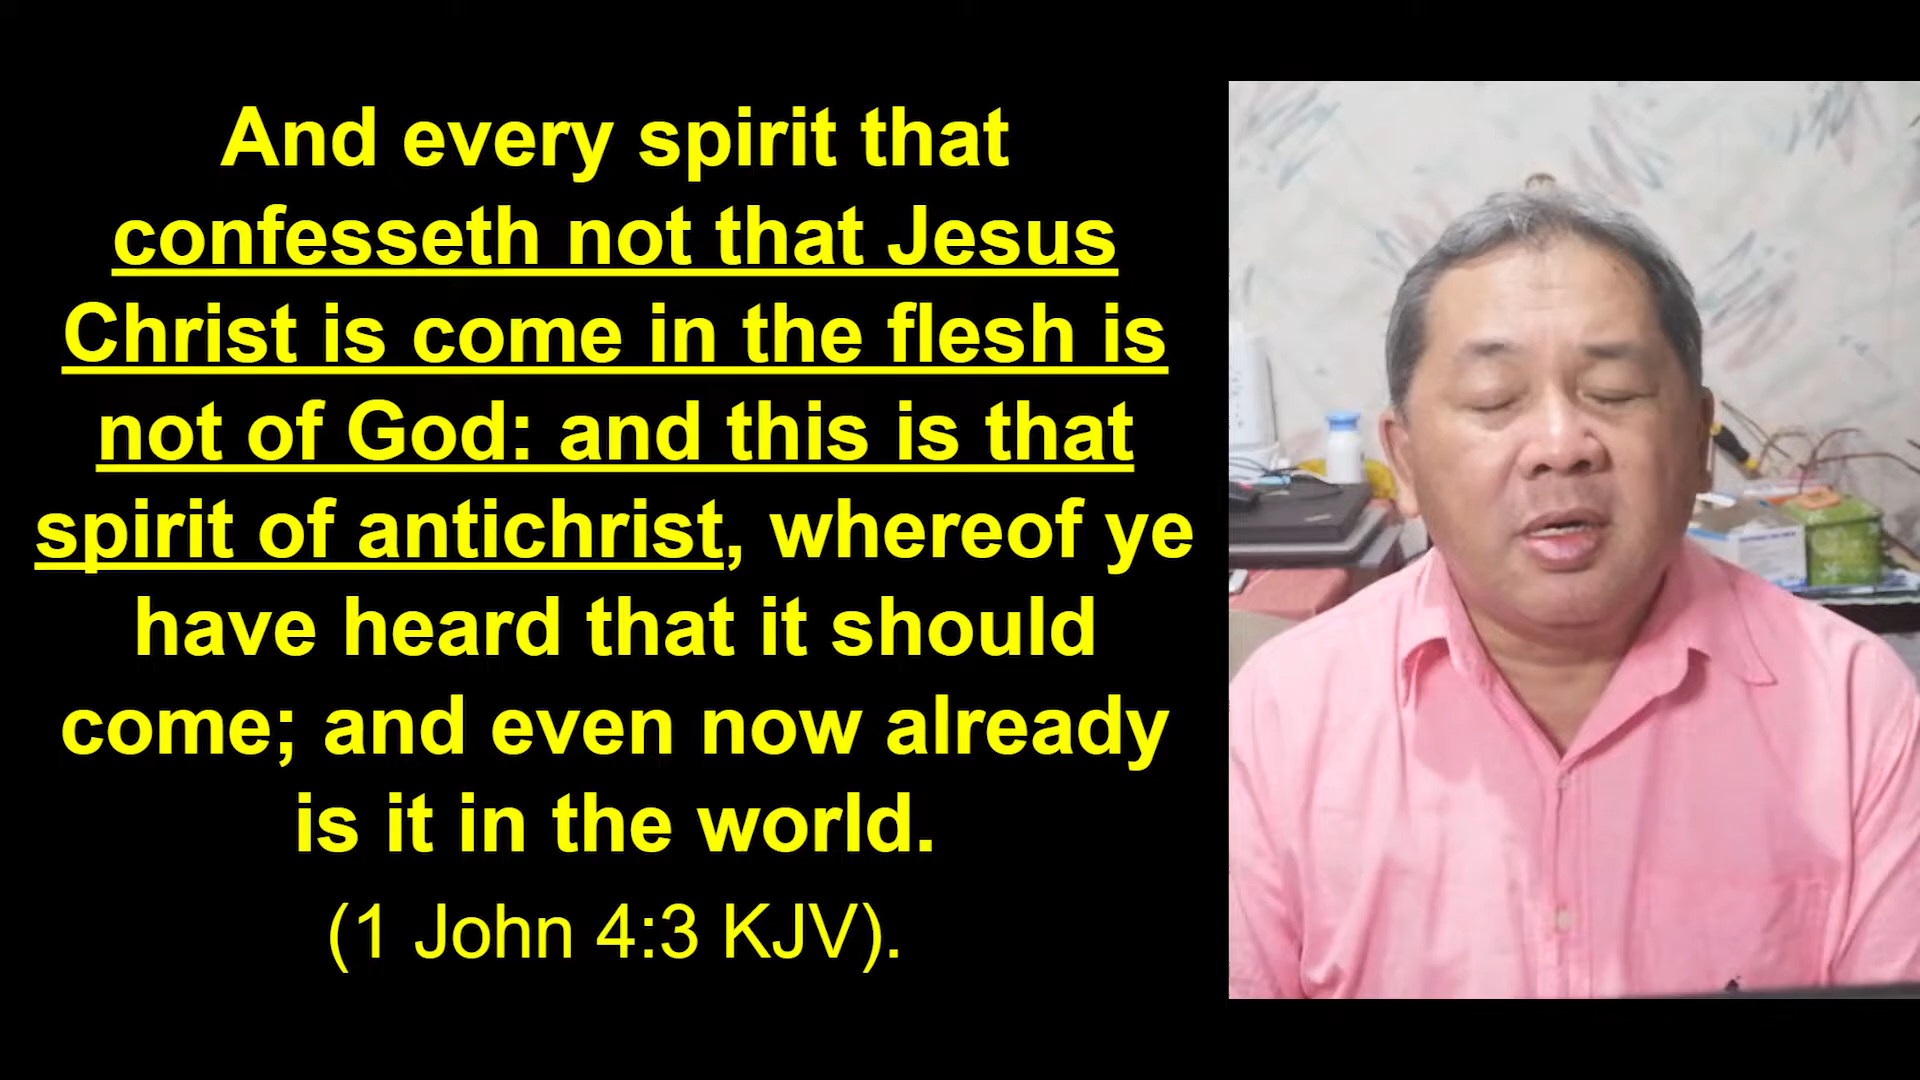 And every spirit that
confesseth not that Jesus
Christ is come in the flesh is
not of God: and this is that
spirit of antichrist, whereof ye
have heard that it should
come; and even now already
is it in the world.
(1 John 4:3 KJV).